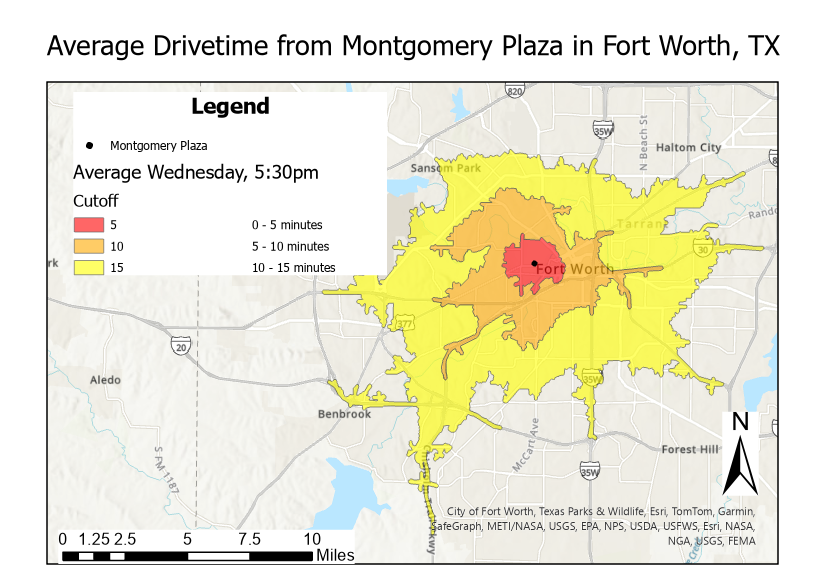 Average Drivetime from Montgomery Plaza in Fort Worth, TX
Legend
Montgomery Plaza
Average Wednesday, 5:30pm
Cutoff
5 0 - 5 minutes
10 5 - 10 minutes
15 10 - 15 minutes
820
35W
N Beach St
Haltom City
Sansom Park
Tarrant
Rando
30
rk
Fort Worth
377
20
Aledo
35W
Benbrook
N
S FM 1187
McCart Ave
Forest Hill
35W
kwy
City of Fort Worth, Texas Parks & Wildlife, Esri, TomTom, Garmin,
SafeGraph, METI/NASA, USGS, EPA, NPS, USDA, USFWS, Esri, NASA,
NGA, USGS, FEMA
Creek
0 1.25 2.5 5 7.5 10
Miles